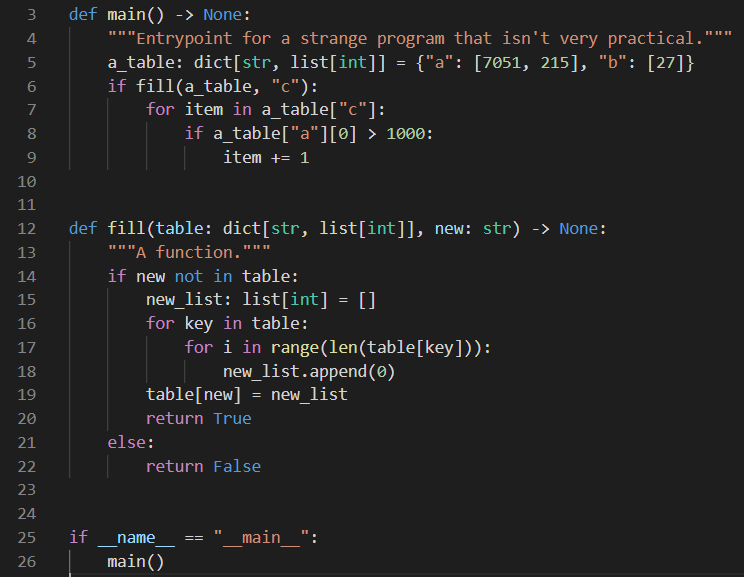 3 def main() -> None:
4     """Entrypoint for a strange program that isn't very practical."""
5     a_table: dict[str, list[int]] = {"a": [7051, 215], "b": [27]}
6     if fill(a_table, "c"):
7         for item in a_table["c"]:
8             if a_table["a"][0] > 1000:
9                 item += 1
10
11
12 def fill(table: dict[str, list[int]], new: str) -> None:
13     """A function."""
14     if new not in table:
15         new_list: list[int] = []
16         for key in table:
17             for i in range(len(table[key])):
18                 new_list.append(0)
19         table[new] = new_list
20         return True
21     else:
22         return False
23
24
25 if __name__ == "__main__":
26     main()